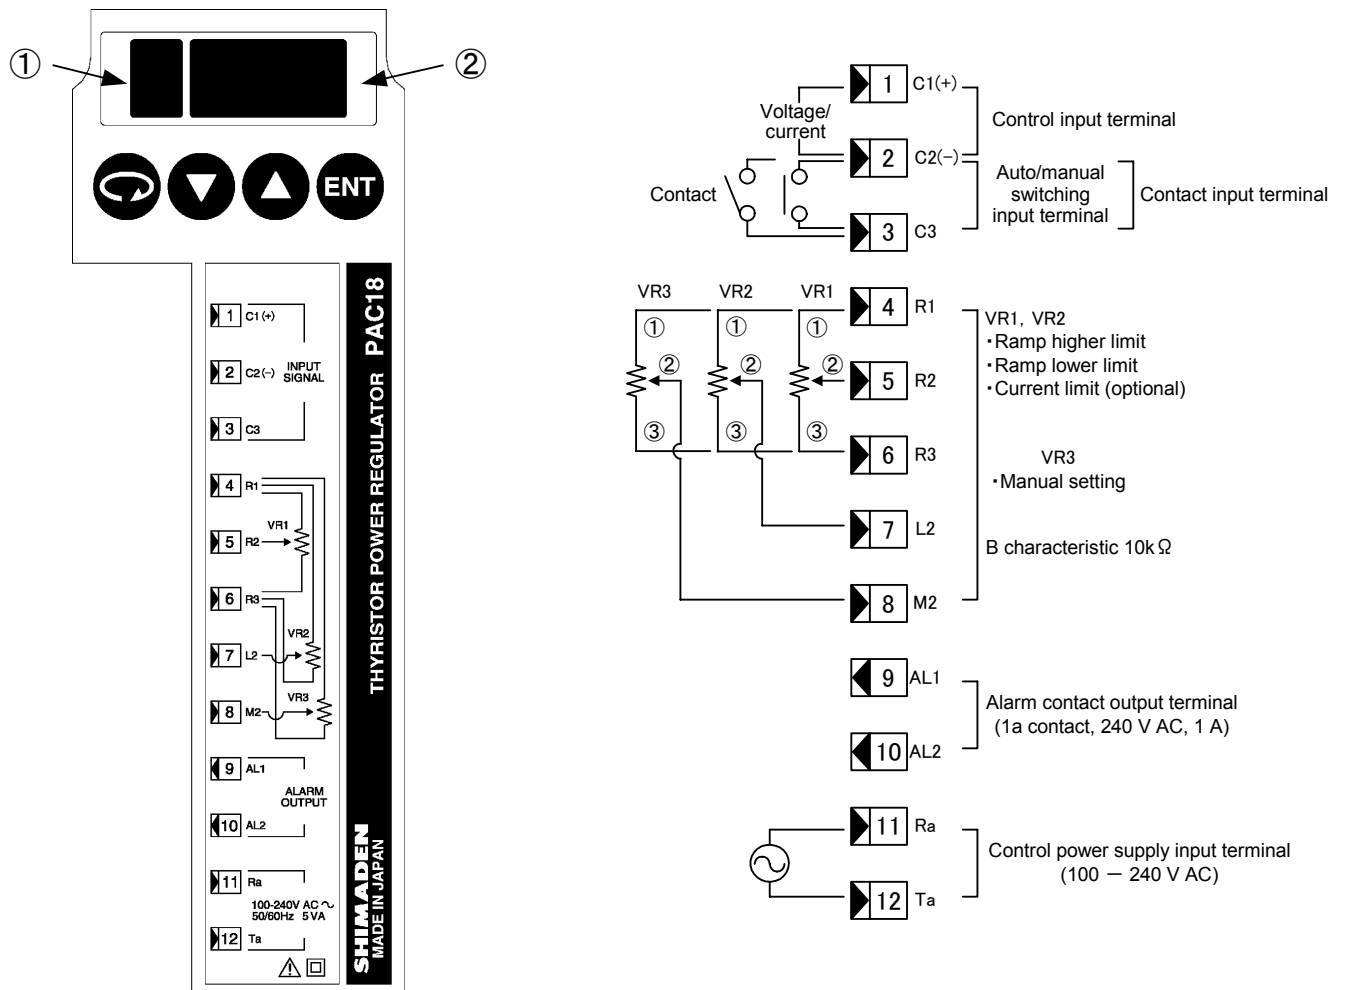 ①
②
ENT
1 C1(+)
2 C2(-)
INPUT
SIGNAL
3 C3
4 R1
VR1
5 R2
6 R3
VR2
7 L2
VR3
8 M2
9 AL1
ALARM
OUTPUT
10 AL2
11 Ra
100-240V AC ～
50/60Hz 5VA
12 Ta
THYRISTOR POWER REGULATOR PAC18
SHIMADEN
MADE IN JAPAN
1 C1(+)
Voltage/
current
Control input terminal
2 C2(−)
Contact
Auto/manual
switching
input terminal
Contact input terminal
3 C3
VR3 VR2 VR1
4 R1
① ① ①
② ② ②
5 R2
③ ③ ③
6 R3
7 L2
8 M2
VR1, VR2
・Ramp higher limit
・Ramp lower limit
・Current limit (optional)
VR3
・Manual setting
B characteristic 10kΩ
9 AL1
10 AL2
Alarm contact output terminal
(1a contact, 240 V AC, 1 A)
11 Ra
12 Ta
Control power supply input terminal
(100 − 240 V AC)